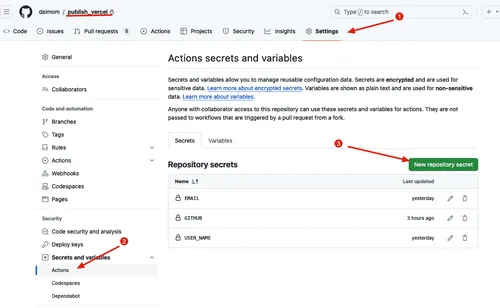 daimom / publish_vercel
Type / to search
Code
Issues
Pull requests 5
Actions
Projects
Security
Insights
Settings
1
General
Access
Collaborators
Code and automation
Branches
Tags
Rules
Actions
Webhooks
Codespaces
Pages
Security
Code security and analysis
Deploy keys
2
Secrets and variables
Actions
Codespaces
Dependabot
Actions secrets and variables
Secrets and variables allow you to manage reusable configuration data. Secrets are encrypted and are used for
sensitive data. Learn more about encrypted secrets. Variables are shown as plain text and are used for non-sensitive
data. Learn more about variables.
Anyone with collaborator access to this repository can use these secrets and variables for actions. They are not
passed to workflows that are triggered by a pull request from a fork.
Secrets
Variables
3
Repository secrets
New repository secret
Name
Last updated
EMAIL
yesterday
GITHUB
3 hours ago
USER_NAME
yesterday